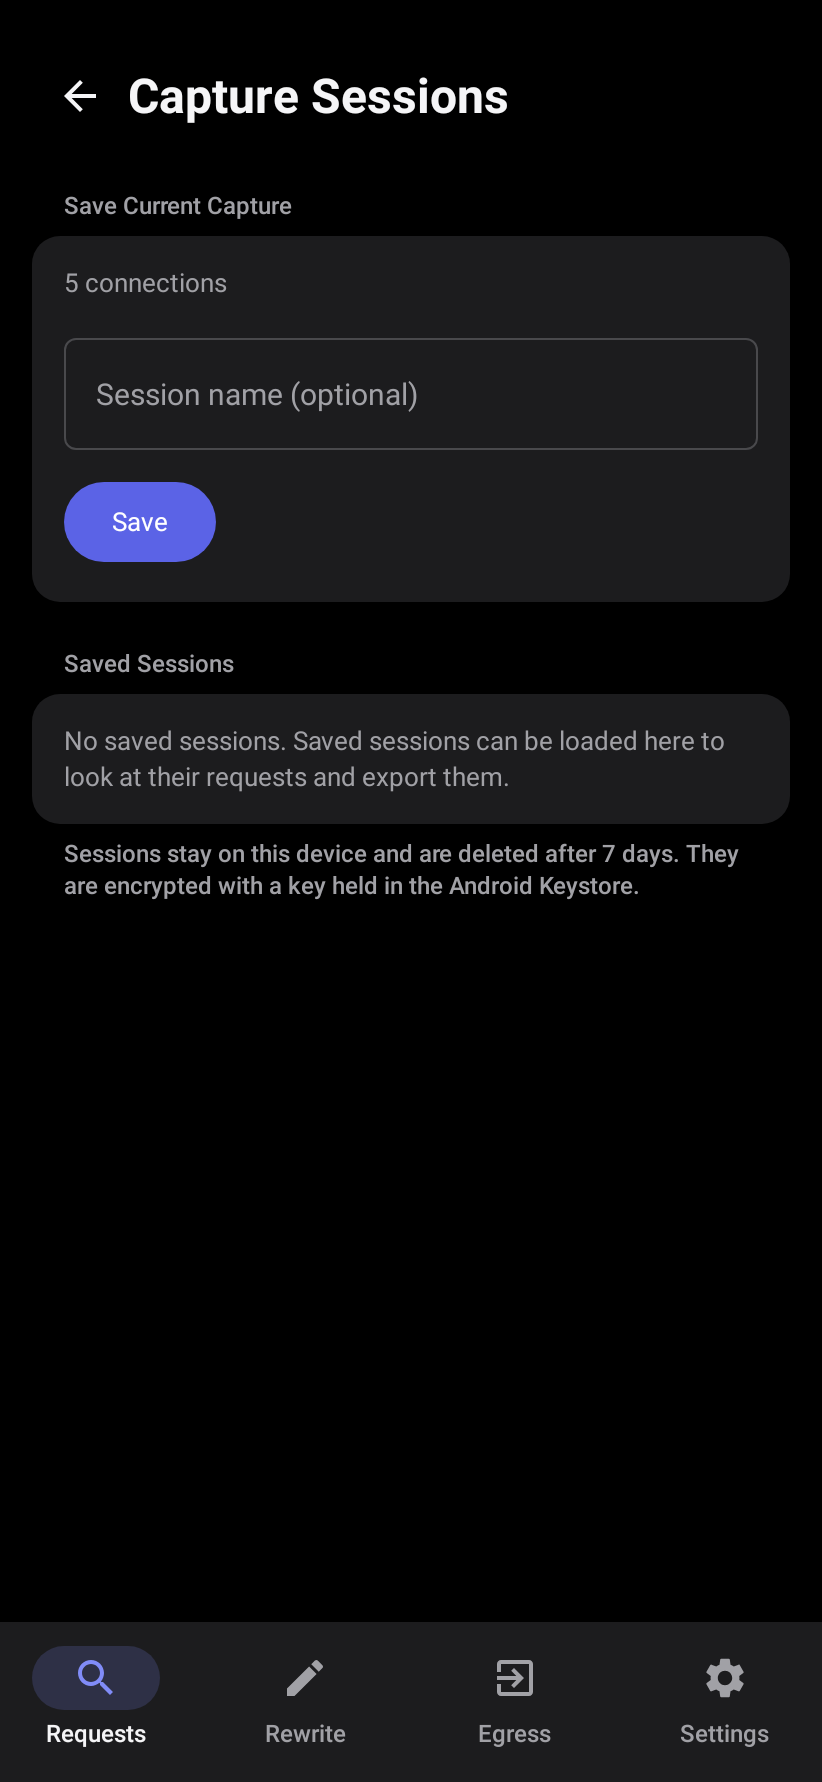 Capture Sessions
Save Current Capture
5 connections
Session name (optional)
Save
Saved Sessions
No saved sessions. Saved sessions can be loaded here to
look at their requests and export them.
Sessions stay on this device and are deleted after 7 days. They
are encrypted with a key held in the Android Keystore.
Requests
Rewrite
Egress
Settings